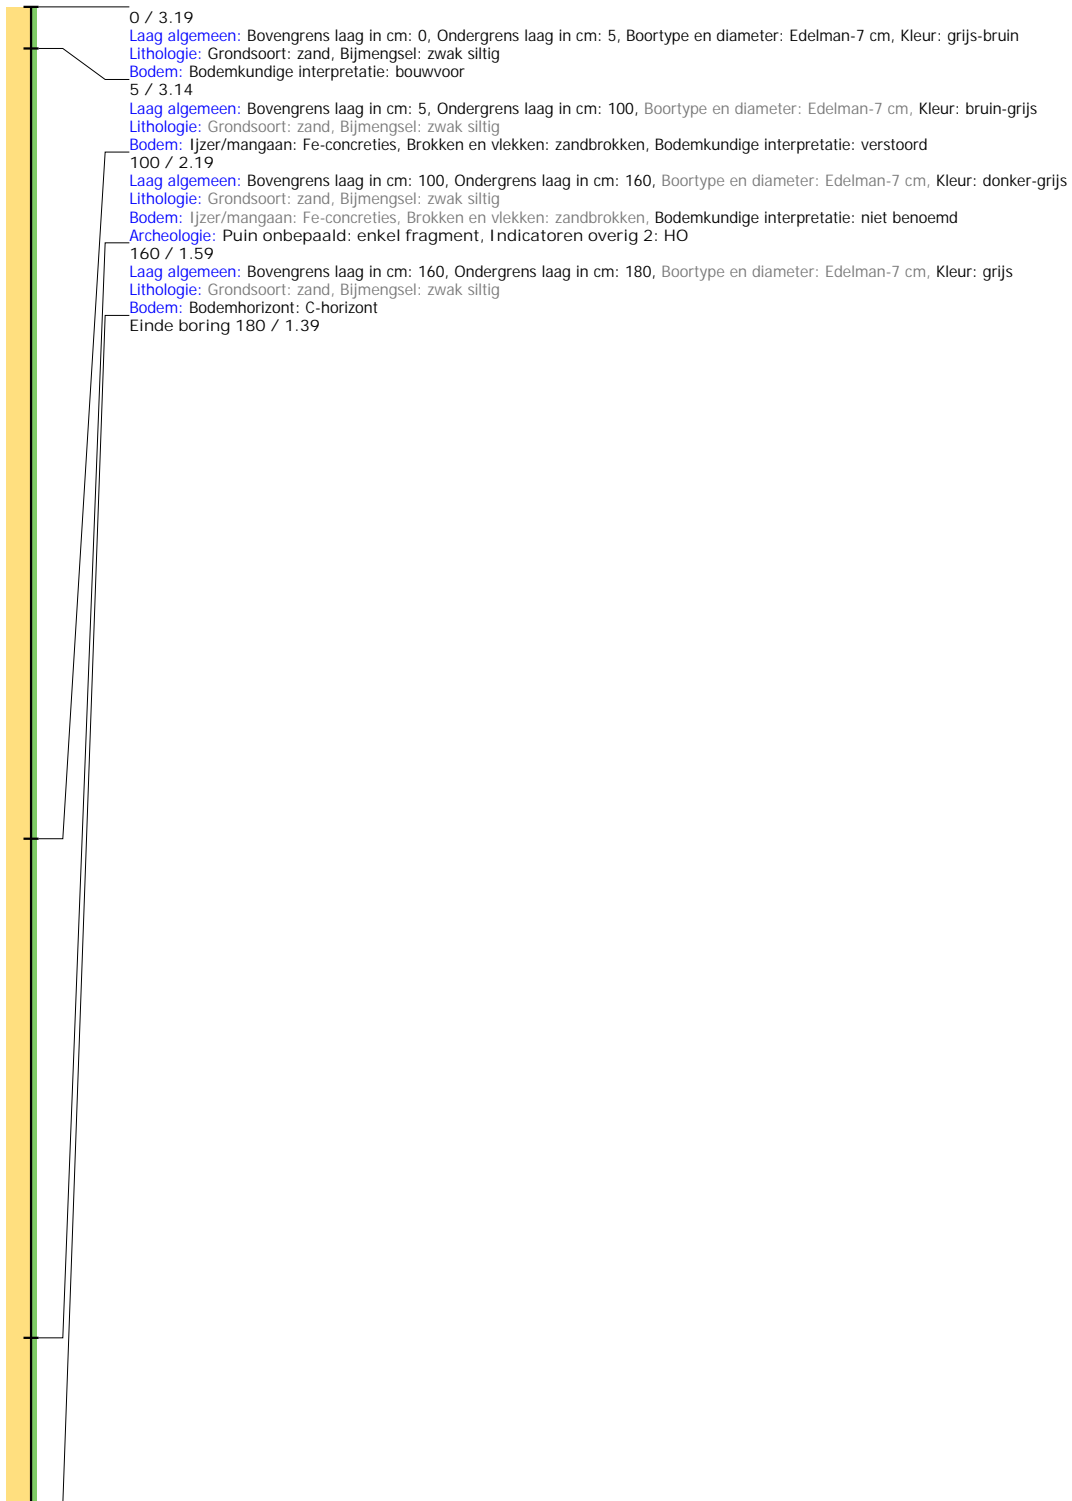 0 / 3.19
Laag algemeen: Bovengrens laag in cm: 0, Ondergrens laag in cm: 5, Boortype en diameter: Edelman-7 cm, Kleur: grijs-bruin
Lithologie: Grondsoort: zand, Bijmengsel: zwak siltig
Bodem: Bodemkundige interpretatie: bouwvoor
5 / 3.14
Laag algemeen: Bovengrens laag in cm: 5, Ondergrens laag in cm: 100, Boortype en diameter: Edelman-7 cm, Kleur: bruin-grijs
Lithologie: Grondsoort: zand, Bijmengsel: zwak siltig
Bodem: Ijzer/mangaan: Fe-concreties, Brokken en vlekken: zandbrokken, Bodemkundige interpretatie: verstoord
100 / 2.19
Laag algemeen: Bovengrens laag in cm: 100, Ondergrens laag in cm: 160, Boortype en diameter: Edelman-7 cm, Kleur: donker-grijs
Lithologie: Grondsoort: zand, Bijmengsel: zwak siltig
Bodem: Ijzer/mangaan: Fe-concreties, Brokken en vlekken: zandbrokken, Bodemkundige interpretatie: niet benoemd
Archeologie: Puin onbepaald: enkel fragment, Indicatoren overig 2: HO
160 / 1.59
Laag algemeen: Bovengrens laag in cm: 160, Ondergrens laag in cm: 180, Boortype en diameter: Edelman-7 cm, Kleur: grijs
Lithologie: Grondsoort: zand, Bijmengsel: zwak siltig
Bodem: Bodemhorizont: C-horizont
Einde boring 180 / 1.39